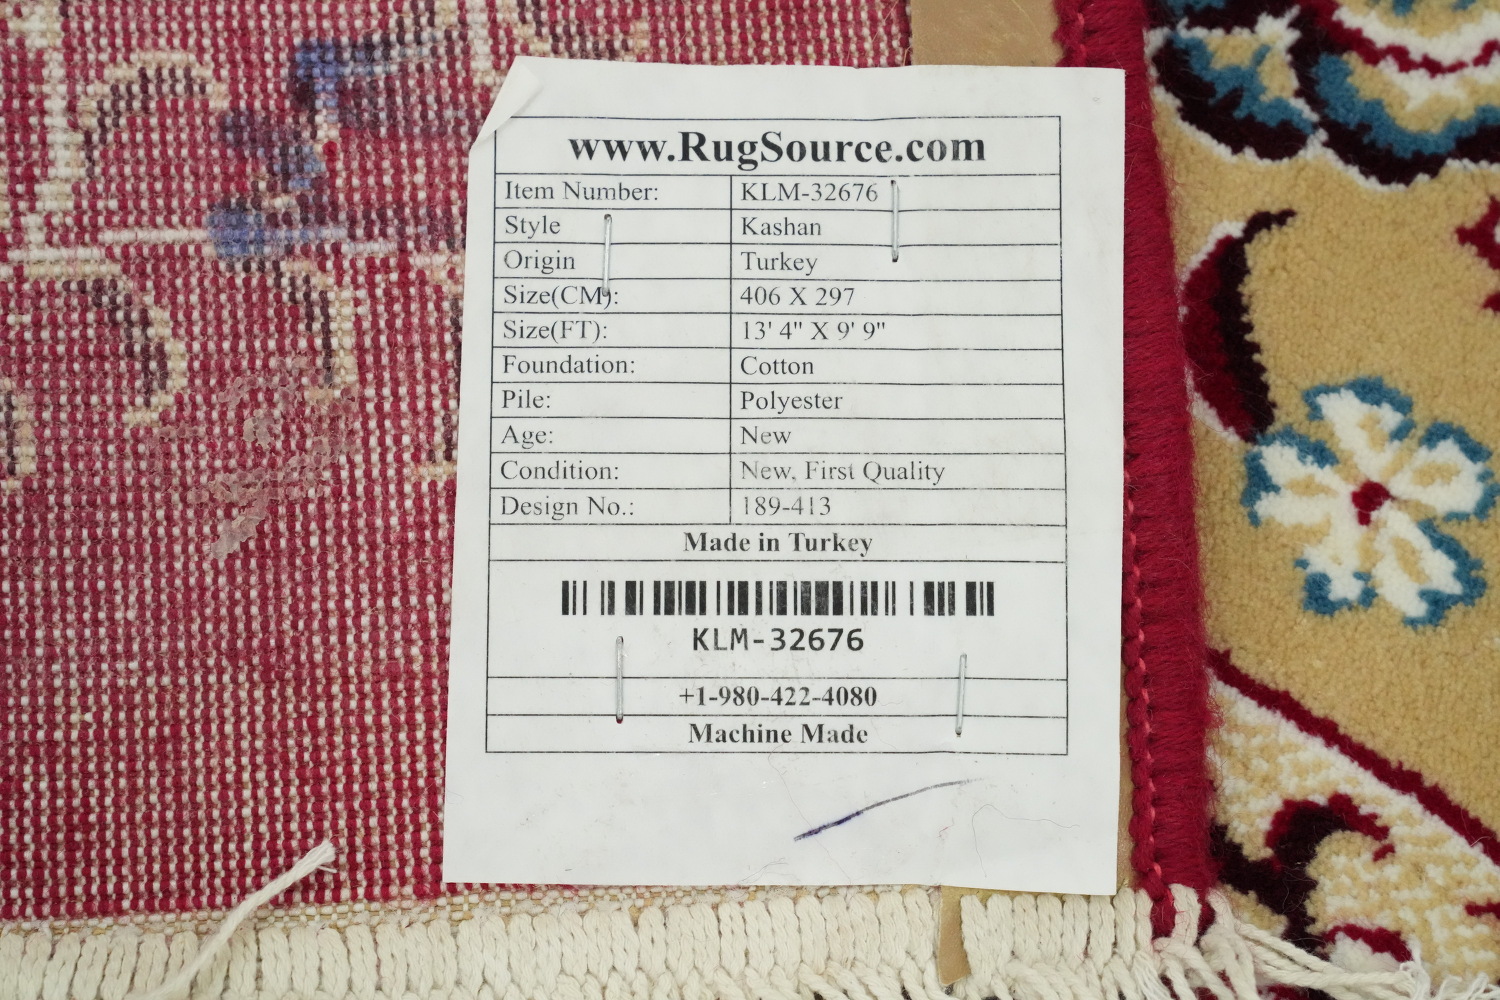 www.RugSource.com
Item Number: KLM-32676
Style Kashan
Origin Turkey
Size(CM): 406 X 297
Size(FT): 13' 4" X 9' 9"
Foundation: Cotton
Pile: Polyester
Age: New
Condition: New, First Quality
Design No.: 189-413
Made in Turkey
KLM-32676
+1-980-422-4080
Machine Made